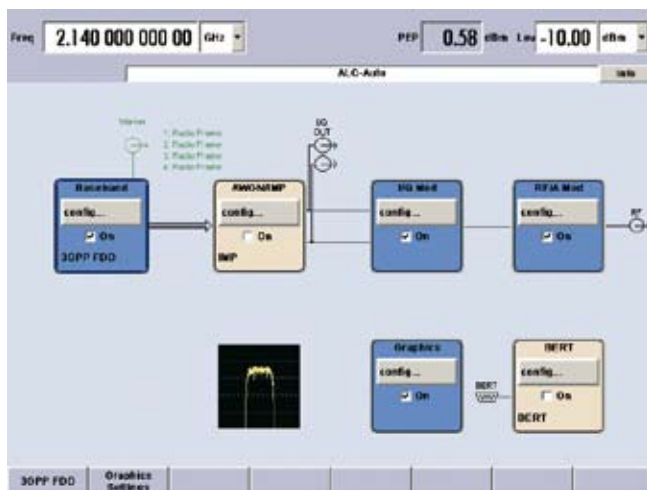 Freq 2.140 000 000 00 GHz PEP 0.58 dBm Lev -10.00 dBm
ALC-Auto Info
Marker
1. Radio Frame
2. Radio Frame
3. Radio Frame
4. Radio Frame
I/Q
OUT
Baseband AWGN/IMP I/Q Mod RF/A Mod
config... config... config... config...
RF
On On On On
3GPP FDD IMP
Graphics BERT
config... config...
BERT
On On
BERT
3GPP FDD Graphics
Settings